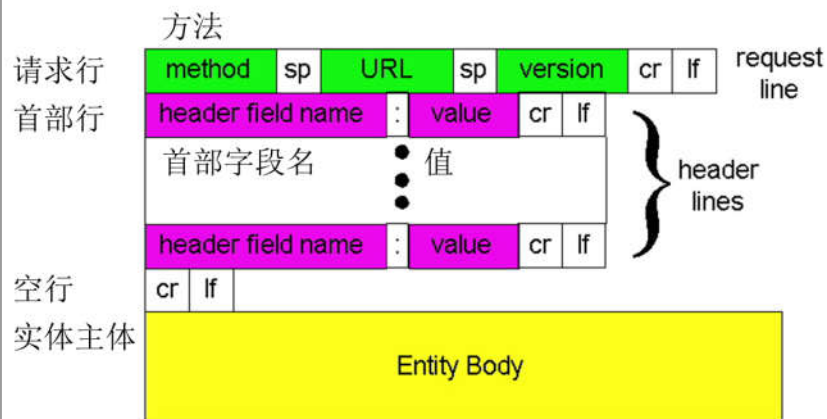 方法
请求行 method sp URL sp version cr lf request line
首部行 header field name : value cr lf
首部字段名 值 header lines
header field name : value cr lf
空行 cr lf
实体主体
Entity Body